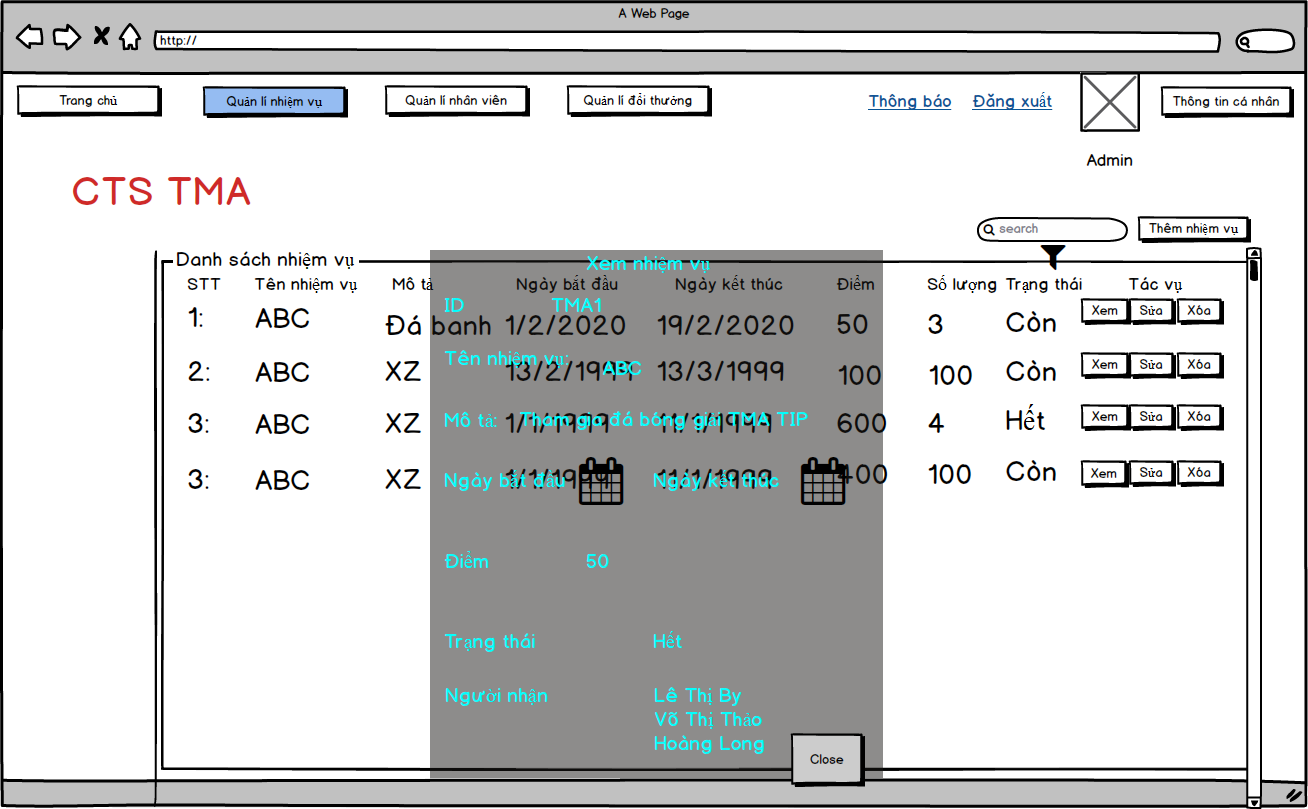 A Web Page
http://
Trang chủ
Quản lí nhiệm vụ
Quản lí nhân viên
Quản lí đổi thưởng
Thông báo
Đăng xuất
Thông tin cá nhân
Admin
CTS TMA
search
Thêm nhiệm vụ
Danh sách nhiệm vụ
STT Tên nhiệm vụ Mô tả Ngày bắt đầu Ngày kết thúc Điểm Số lượng Trạng thái Tác vụ
1: ABC Đá banh 1/2/2020 19/2/2020 50 3 Còn Xem Sửa Xóa
2: ABC XZ 13/2/1999 13/3/1999 100 100 Còn Xem Sửa Xóa
3: ABC XZ 1/1/1999 11/1/1999 600 4 Hết Xem Sửa Xóa
3: ABC XZ 1/1/1999 11/1/1999 400 100 Còn Xem Sửa Xóa
Xem nhiệm vụ
ID TMA1
Tên nhiệm vụ: ABC
Mô tả: Tham gia đá bóng giải TMA TIP
Ngày bắt đầu Ngày kết thúc
Điểm 50
Trạng thái Hết
Người nhận Lê Thị By
Võ Thị Thảo
Hoàng Long
Close